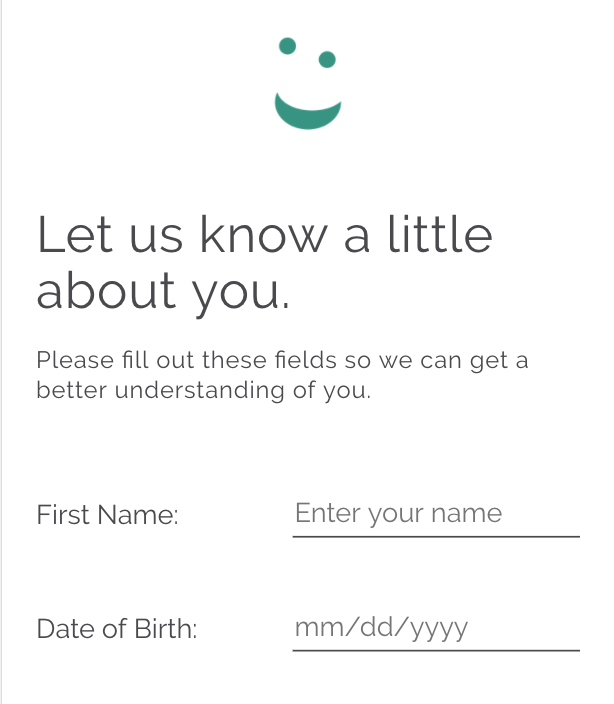 Let us know a little
about you.
Please fill out these fields so we can get a
better understanding of you.
First Name: Enter your name
Date of Birth: mm/dd/yyyy